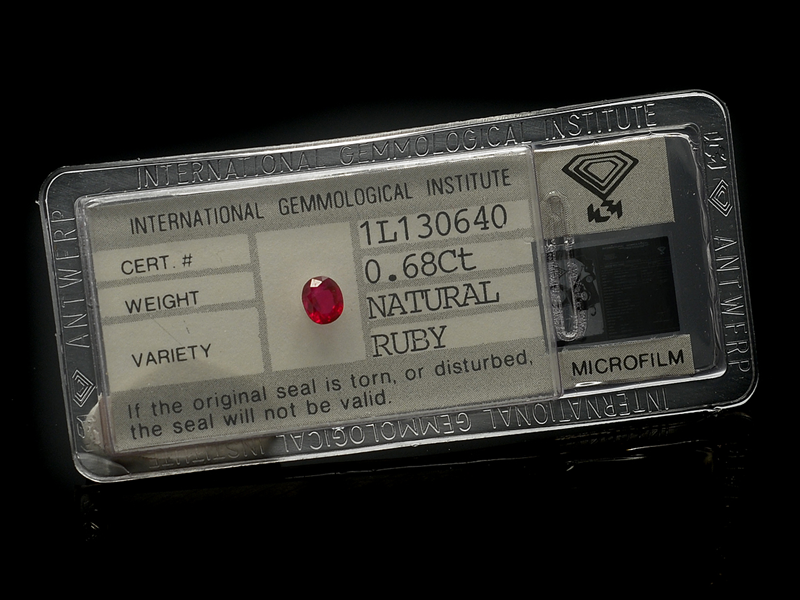 INTERNATIONAL GEMMOLOGICAL INSTITUTE
ANTWERP
INTERNATIONAL GEMMOLOGICAL INSTITUTE
CERT. # 1L130640
WEIGHT 0.68Ct
VARIETY NATURAL
RUBY
If the original seal is torn, or disturbed,
the seal will not be valid.
MICROFILM
IGI
ANTWERP
INTERNATIONAL GEMMOLOGICAL INSTITUTE